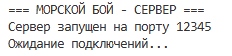 === МОРСКОЙ БОЙ - СЕРВЕР ===
Сервер запущен на порту 12345
Ожидание подключений...